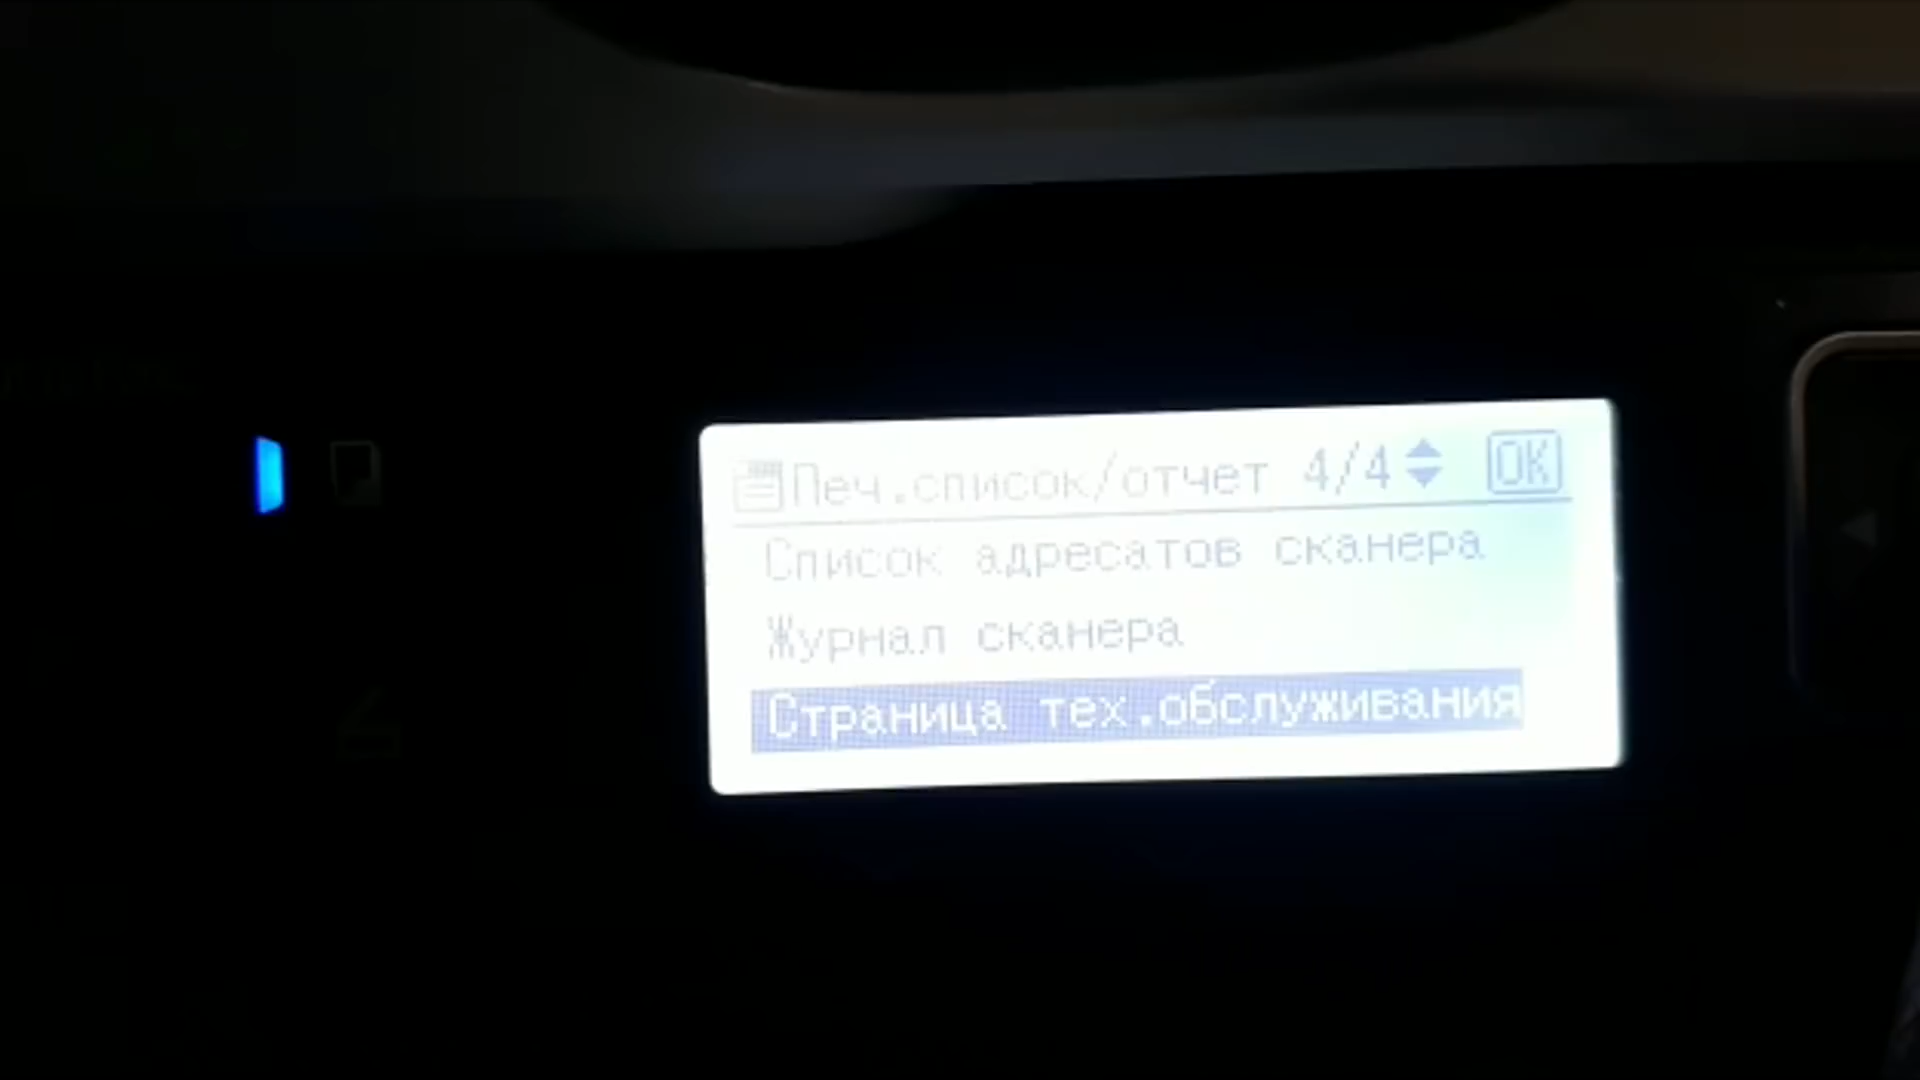 Печ.список/отчет 4/4 OK
Список адресатов сканера
Журнал сканера
Страница тех.обслуживания